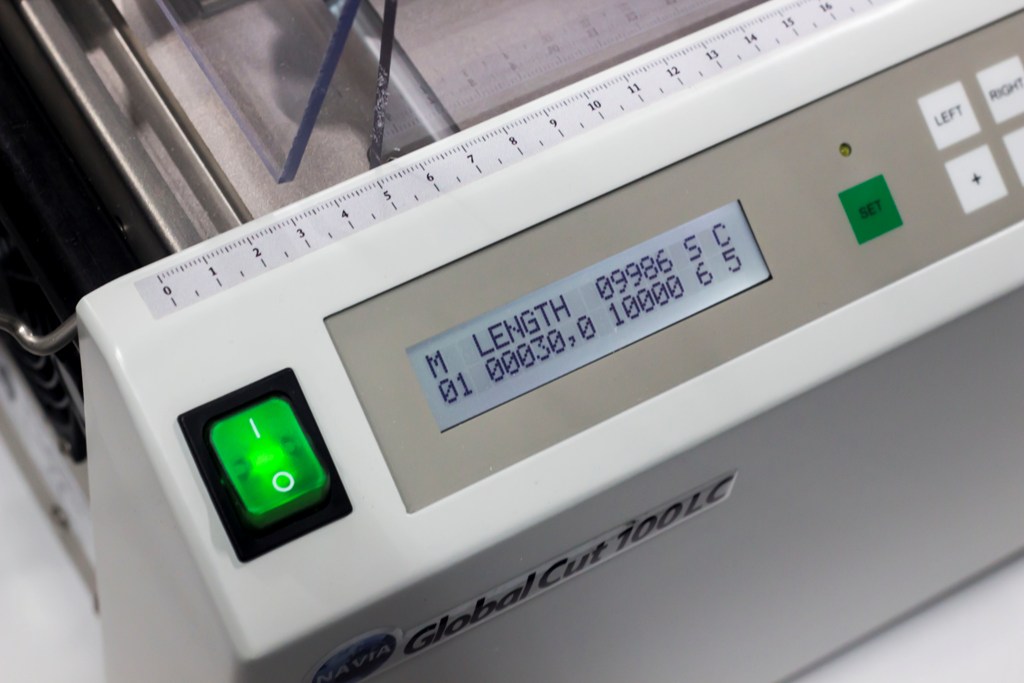 0 1 2 3 4 5 6 7 8 9 10 11 12 13 14 15 16
LEFT
RIGHT
+
SET
M LENGTH 09986 S C
01 00030,0 10000 6 5
I
O
GlobalCut 100LC
NAVIA